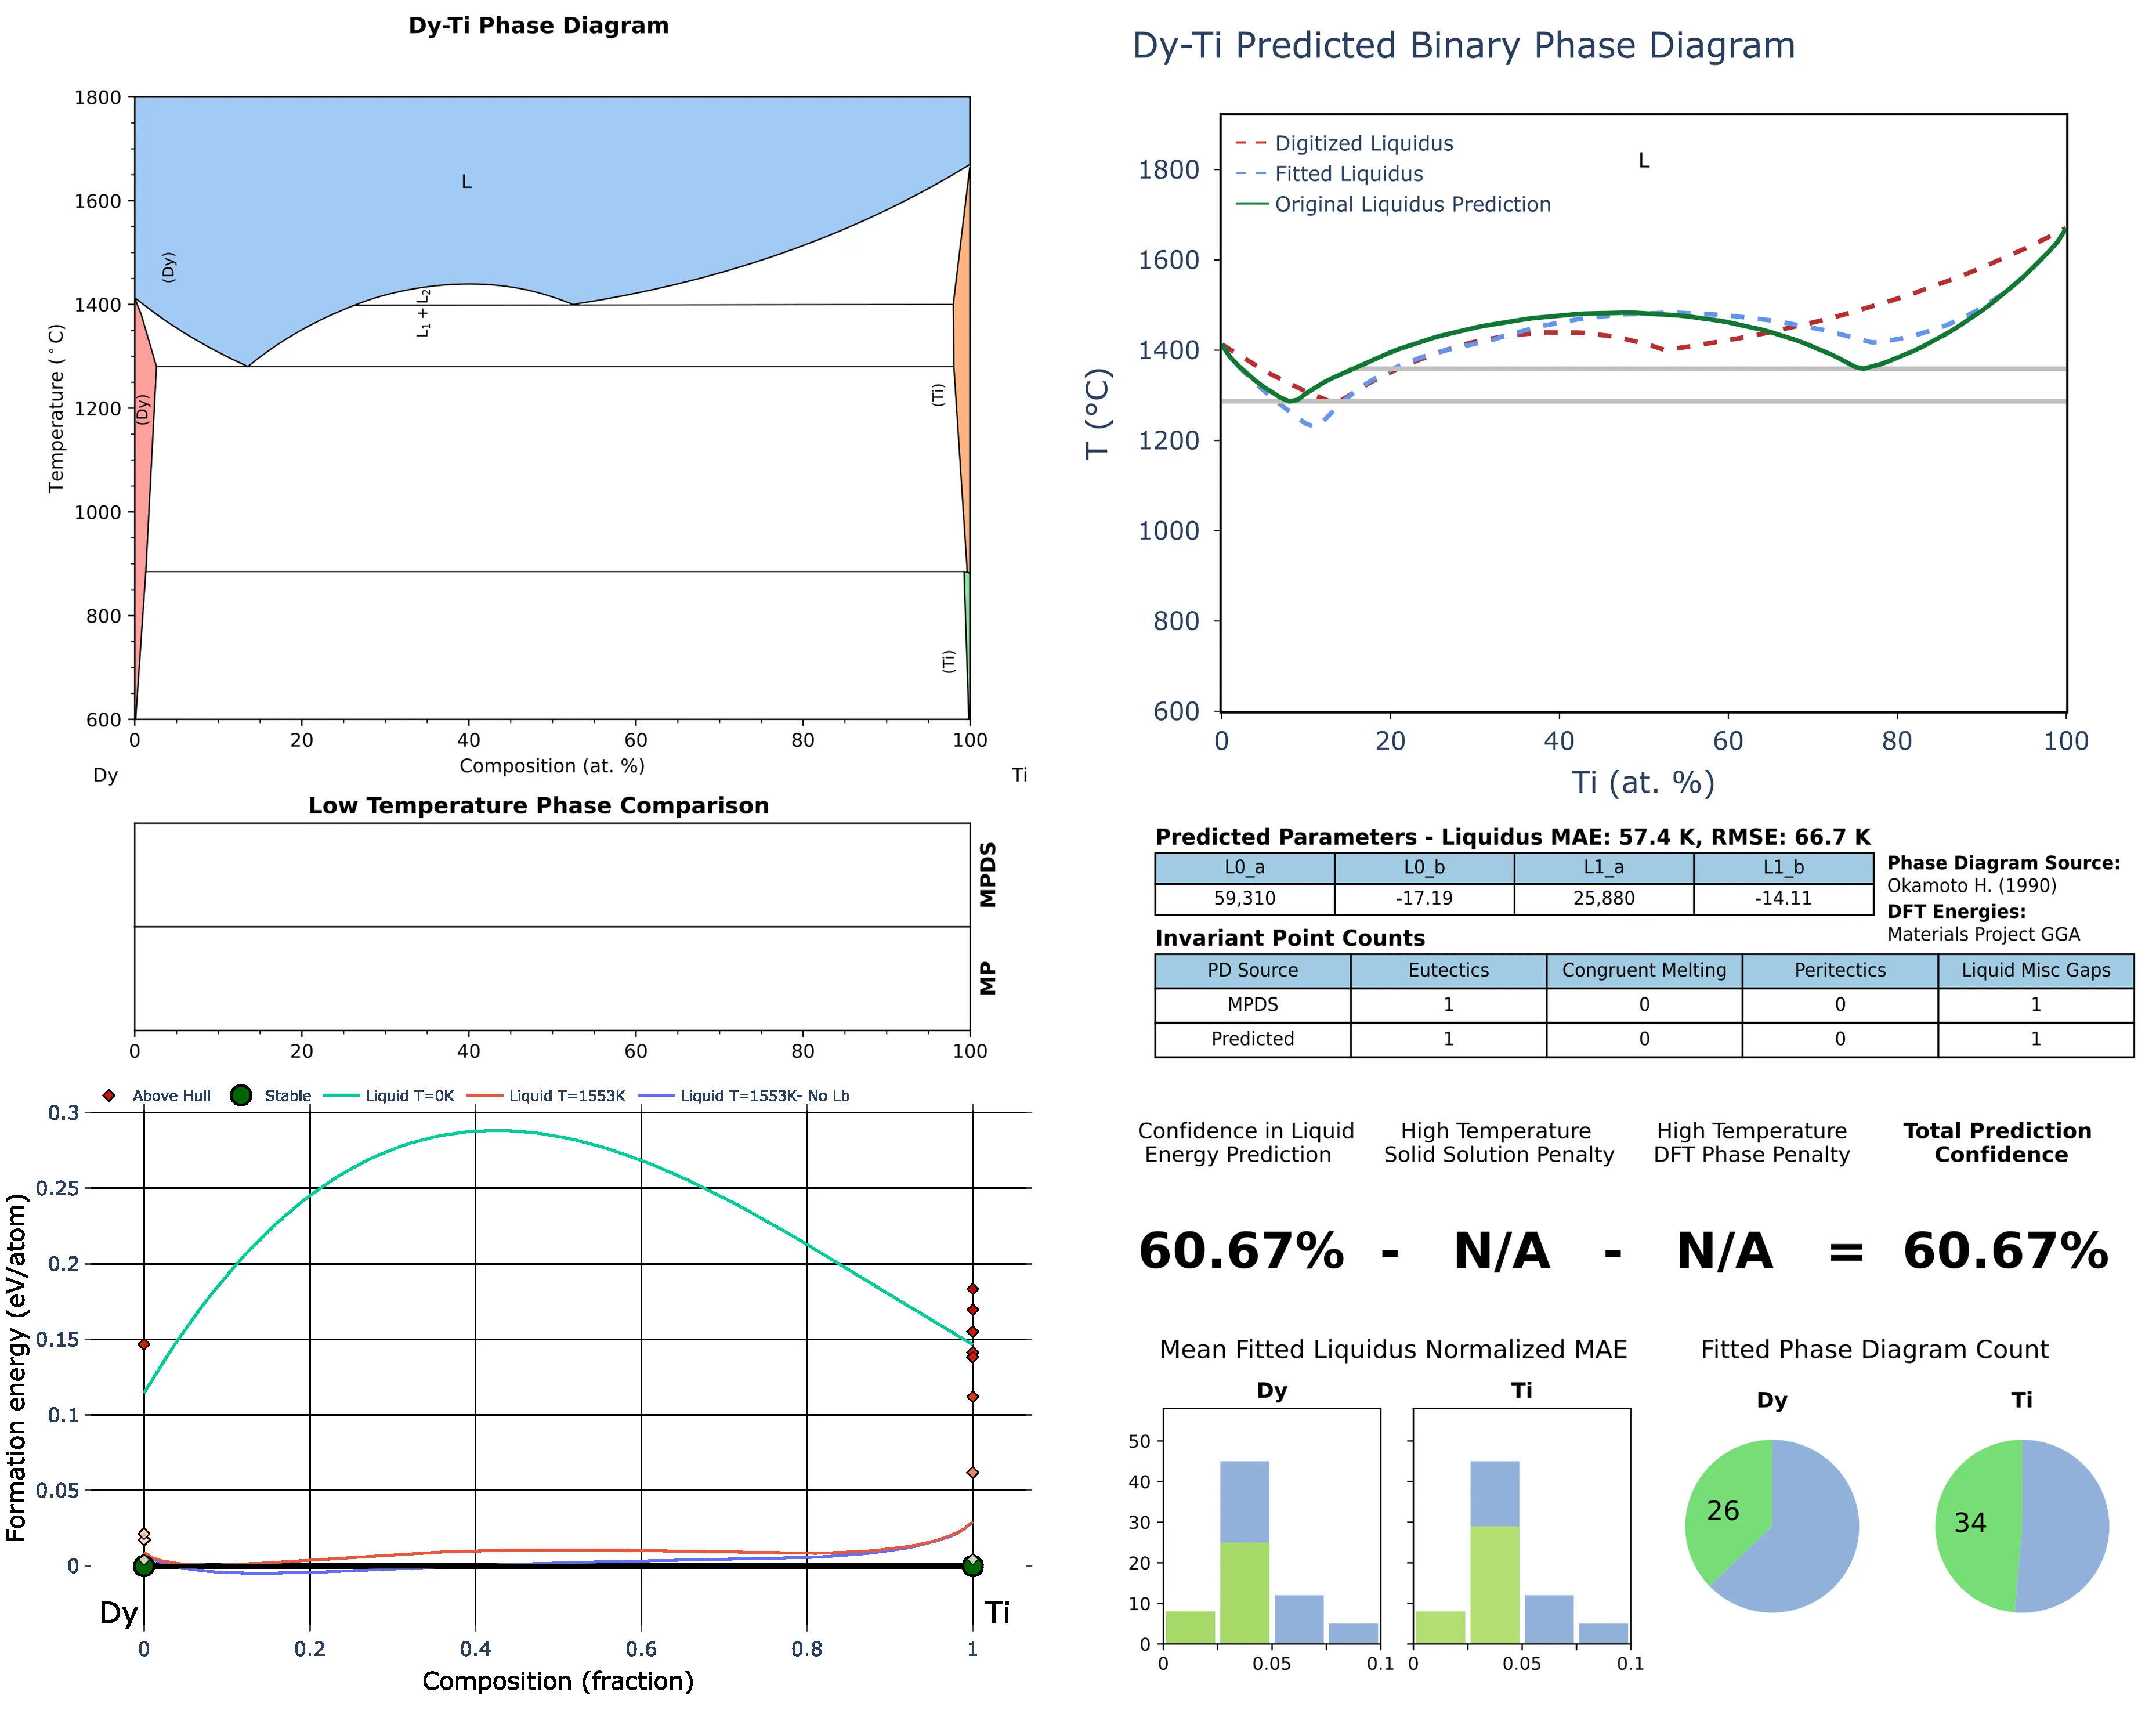 Dy-Ti Phase Diagram
1800
1600
1400
1200
1000
800
600
Temperature (°C)
L
(Dy)
L₁ + L₂
(Dy)
(Ti)
(Ti)
0 20 40 60 80 100
Dy Composition (at. %) Ti
Low Temperature Phase Comparison
MPDS
MP
0 20 40 60 80 100
Above Hull Stable Liquid T=0K Liquid T=1553K Liquid T=1553K- No Lb
0.3
0.25
0.2
0.15
0.1
0.05
0
Formation energy (eV/atom)
Dy Ti
0 0.2 0.4 0.6 0.8 1
Composition (fraction)
Dy-Ti Predicted Binary Phase Diagram
Digitized Liquidus
Fitted Liquidus
Original Liquidus Prediction
L
1800
1600
1400
1200
1000
800
600
T (°C)
0 20 40 60 80 100
Ti (at. %)
Predicted Parameters - Liquidus MAE: 57.4 K, RMSE: 66.7 K
L0_a L0_b L1_a L1_b
59,310 -17.19 25,880 -14.11
Phase Diagram Source:
Okamoto H. (1990)
DFT Energies:
Materials Project GGA
Invariant Point Counts
PD Source Eutectics Congruent Melting Peritectics Liquid Misc Gaps
MPDS 1 0 0 1
Predicted 1 0 0 1
Confidence in Liquid
Energy Prediction
High Temperature
Solid Solution Penalty
High Temperature
DFT Phase Penalty
Total Prediction
Confidence
60.67% - N/A - N/A = 60.67%
Mean Fitted Liquidus Normalized MAE
Dy Ti
50
40
30
20
10
0
0 0.05 0.1 0 0.05 0.1
Fitted Phase Diagram Count
Dy Ti
26 34